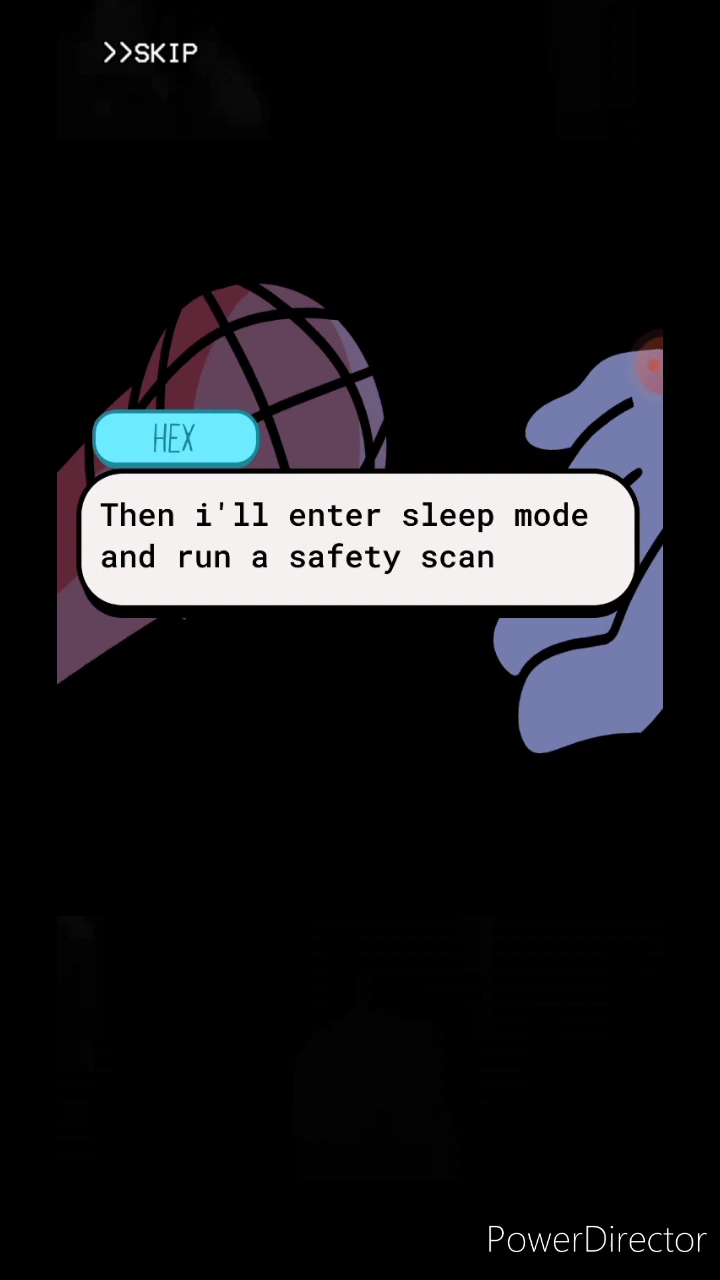 >>SKIP
HEX
Then i'll enter sleep mode
and run a safety scan
PowerDirector